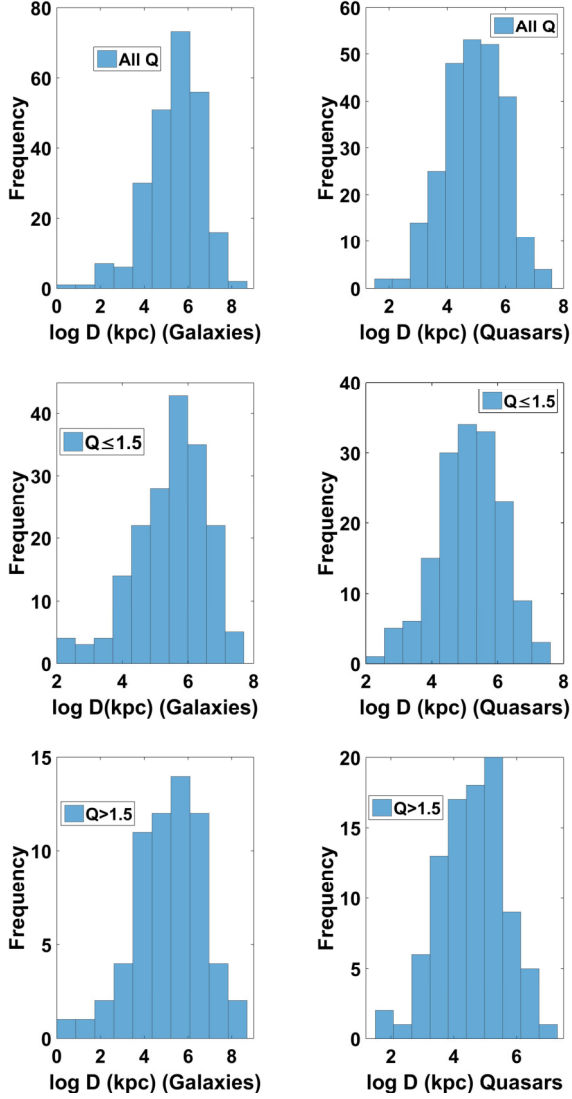 80
60
40
20
0
Frequency
All Q
0 2 4 6 8
log D (kpc) (Galaxies)
60
50
40
30
20
10
0
Frequency
All Q
2 4 6 8
log D (kpc) (Quasars)
40
30
20
10
0
Frequency
Q≤1.5
2 4 6 8
log D(kpc) (Galaxies)
40
30
20
10
0
Frequency
Q≤1.5
2 4 6 8
log D (kpc) (Quasars)
15
10
5
0
Frequency
Q>1.5
0 2 4 6 8
log D (kpc) (Galaxies)
20
15
10
5
0
Frequency
Q>1.5
2 4 6
log D (kpc) Quasars